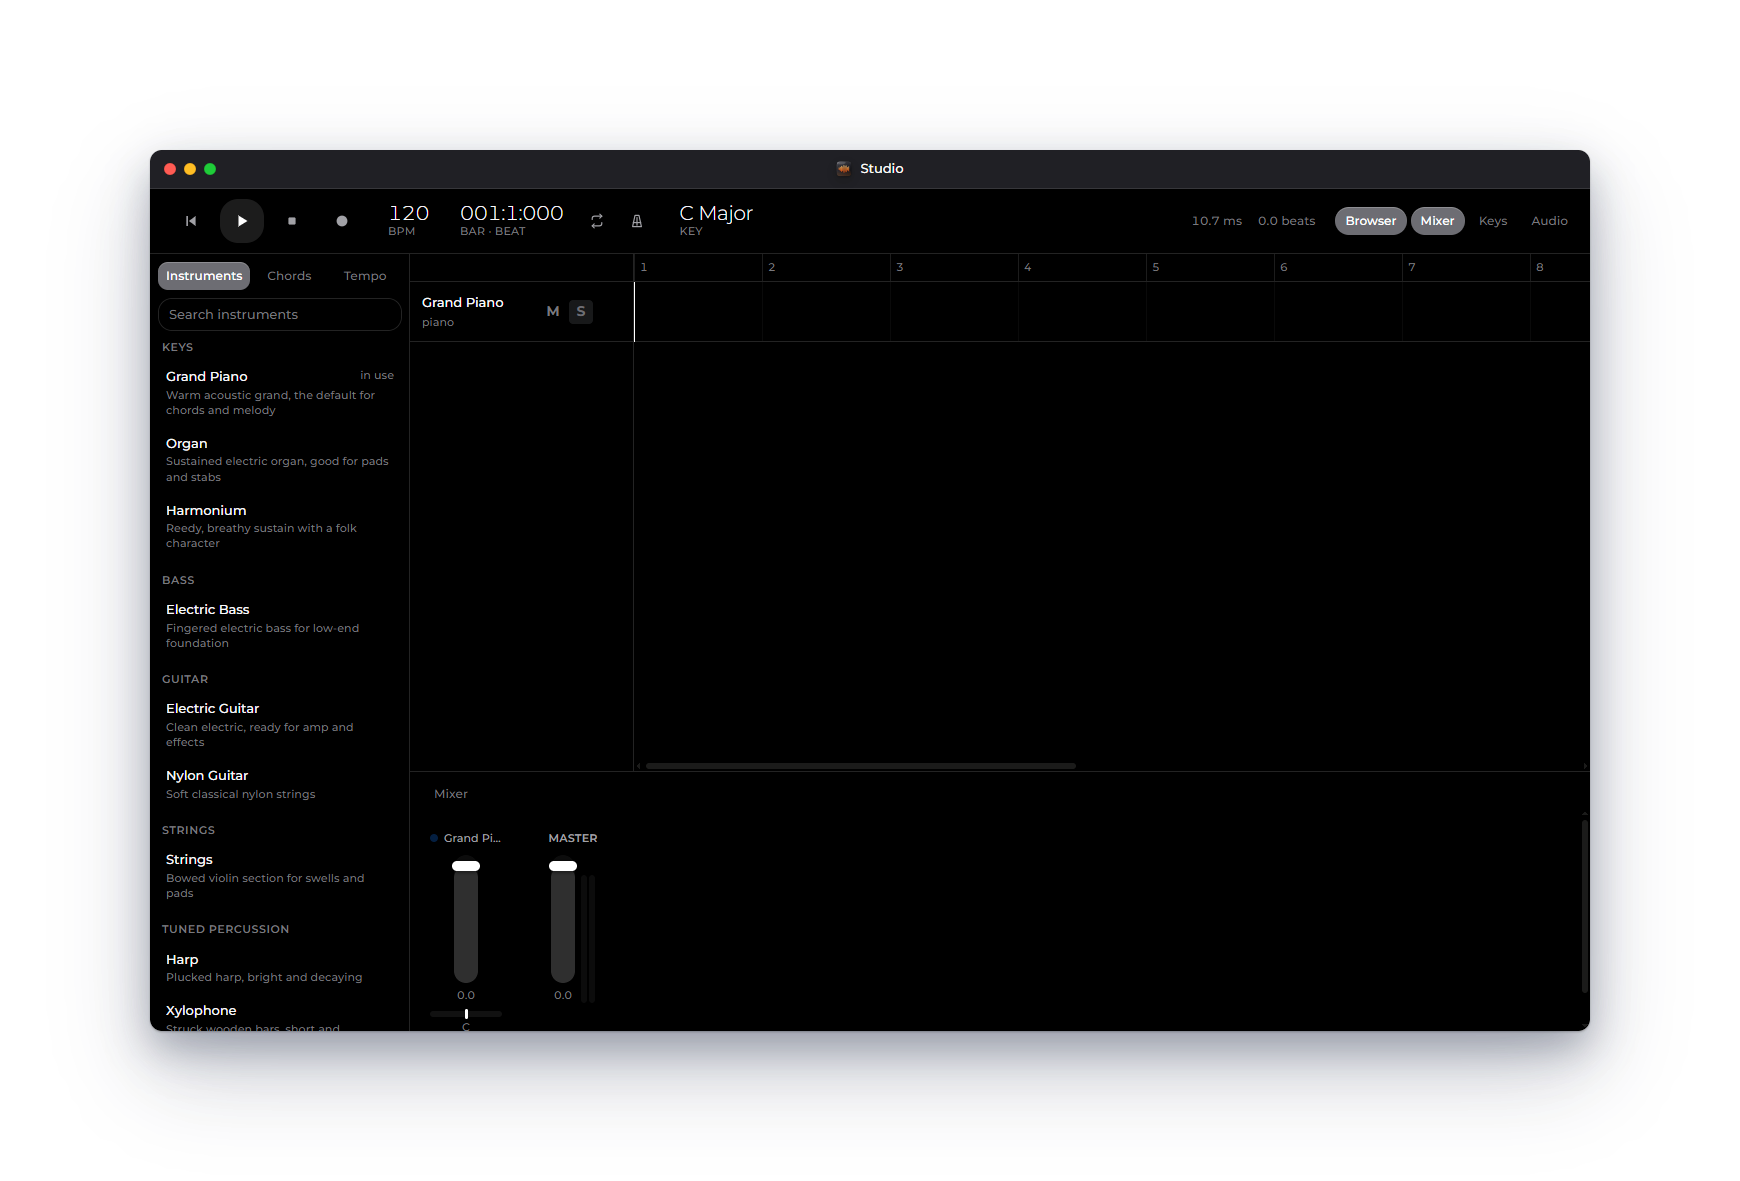 Studio
120
BPM
001:1:000
BAR · BEAT
C Major
KEY
10.7 ms
0.0 beats
Browser
Mixer
Keys
Audio
Instruments
Chords
Tempo
Search instruments
KEYS
Grand Piano
in use
Warm acoustic grand, the default for
chords and melody
Organ
Sustained electric organ, good for pads
and stabs
Harmonium
Reedy, breathy sustain with a folk
character
BASS
Electric Bass
Fingered electric bass for low-end
foundation
GUITAR
Electric Guitar
Clean electric, ready for amp and
effects
Nylon Guitar
Soft classical nylon strings
STRINGS
Strings
Bowed violin section for swells and
pads
TUNED PERCUSSION
Harp
Plucked harp, bright and decaying
Xylophone
Struck wooden bars, short and
1
2
3
4
5
6
7
8
Grand Piano
piano
M
S
Mixer
Grand Pi...
MASTER
0.0
0.0
C